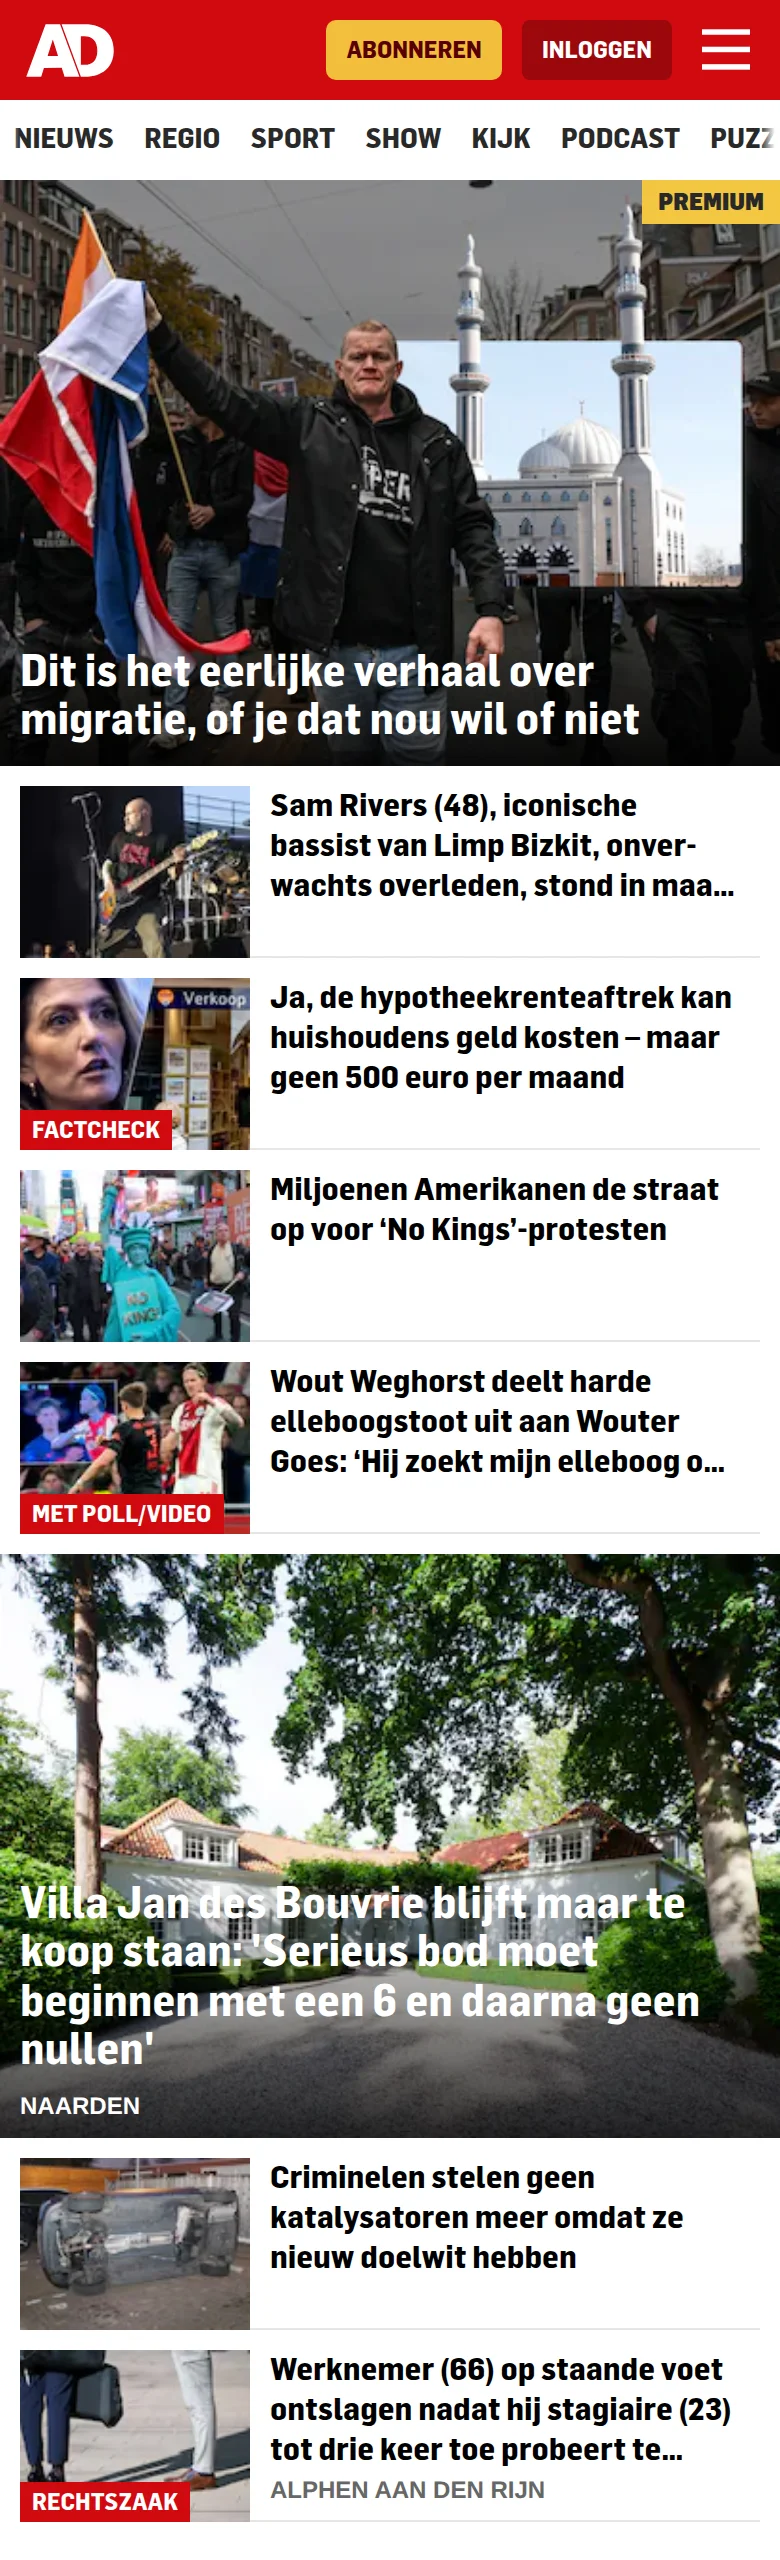 AD
ABONNEREN
INLOGGEN
NIEUWS REGIO SPORT SHOW KIJK PODCAST PUZZ
PREMIUM
Dit is het eerlijke verhaal over
migratie, of je dat nou wil of niet
Sam Rivers (48), iconische
bassist van Limp Bizkit, onver-
wachts overleden, stond in maa...
Verkoop
FACTCHECK
Ja, de hypotheekrenteaftrek kan
huishoudens geld kosten – maar
geen 500 euro per maand
NO
KINGS
Miljoenen Amerikanen de straat
op voor ‘No Kings’-protesten
MET POLL/VIDEO
Wout Weghorst deelt harde
elleboogstoot uit aan Wouter
Goes: ‘Hij zoekt mijn elleboog o...
Villa Jan des Bouvrie blijft maar te
koop staan: 'Serieus bod moet
beginnen met een 6 en daarna geen
nullen'
NAARDEN
Criminelen stelen geen
katalysatoren meer omdat ze
nieuw doelwit hebben
RECHTSZAAK
Werknemer (66) op staande voet
ontslagen nadat hij stagiaire (23)
tot drie keer toe probeert te...
ALPHEN AAN DEN RIJN